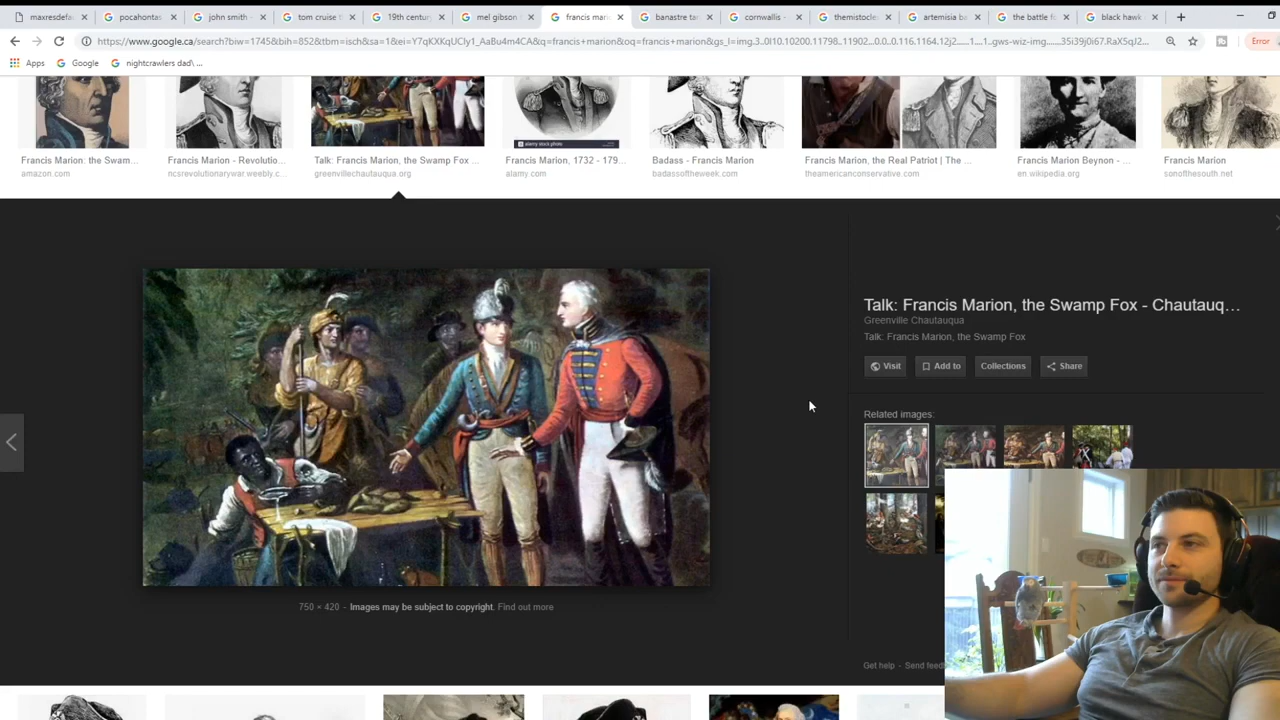 maxresdefa
pocahontas
john smith -
tom cruise t
19th centur
mel gibson
francis mari
banastre tar
cornwallis -
themistocle
artemisia ba
the battle fo
black hawk
https://www.google.ca/search?biw=1745&bih=852&tbm=isch&sa=1&ei=Y7qKXKqUCIy1_AaBu4m4CA&q=francis+marion&oq=francis+marion&gs_l=img.3..0l10.10200.11798..11902...0.0..0.116.1164.12j2......1....1..gws-wiz-img.......35i39j0i67.RaX5qJ2...
Error
Apps
Google
nightcrawlers dad\ ...
Francis Marion: the Swam...
Francis Marion - Revolutio...
Talk: Francis Marion, the Swamp Fox ...
Francis Marion, 1732 - 179...
Badass - Francis Marion
Francis Marion, the Real Patriot | The ...
Francis Marion Beynon - ...
Francis Marion
amazon.com
ncsrevolutionarywar.weebly.c...
greenvillechautauqua.org
alamy.com
badassoftheweek.com
theamericanconservative.com
en.wikipedia.org
sonofthesouth.net
Talk: Francis Marion, the Swamp Fox - Chautauq...
Greenville Chautauqua
Talk: Francis Marion, the Swamp Fox
Visit
Add to
Collections
Share
Related images:
750 × 420 - Images may be subject to copyright. Find out more
Get help - Send feed